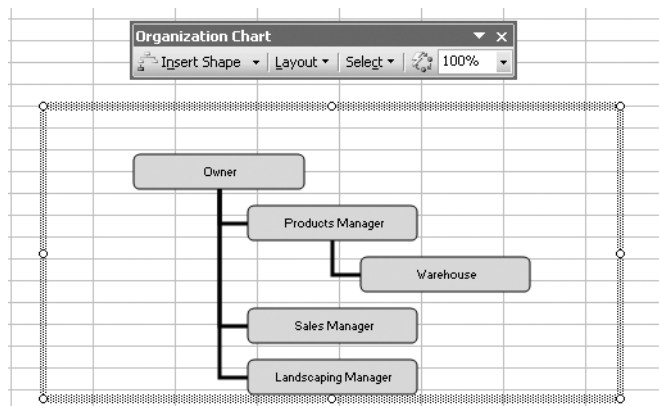 Organization Chart
Insert Shape Layout Select 100%
Owner
Products Manager
Warehouse
Sales Manager
Landscaping Manager